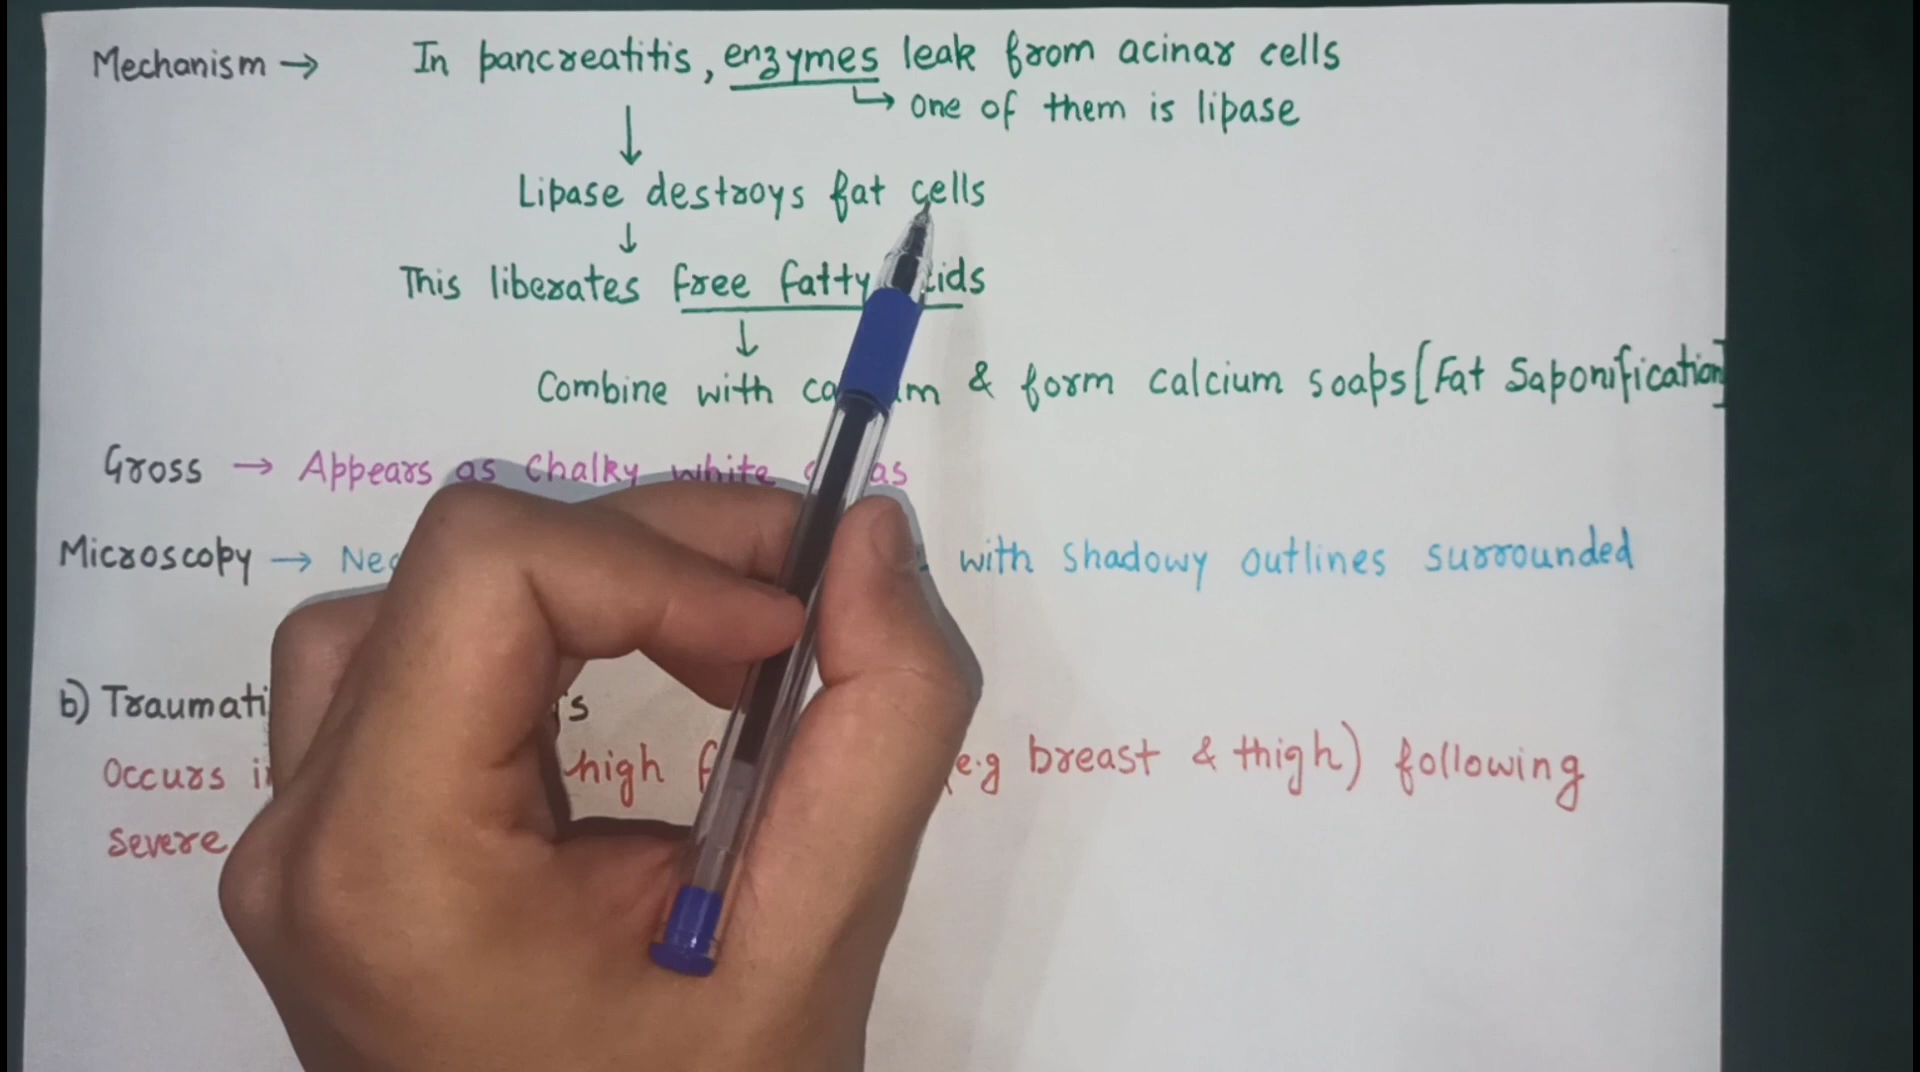 Mechanism → In pancreatitis, enzymes leak from acinar cells
↳ one of them is lipase
↓
Lipase destroys fat cells
↓
This liberates free fatty
↓
Combine with & form calcium soaps [Fat Saponification]
Gross → Appears as chalky white
Microscopy → with shadowy outlines surrounded
b)
Occurs high (e.g breast & thigh) following
severe